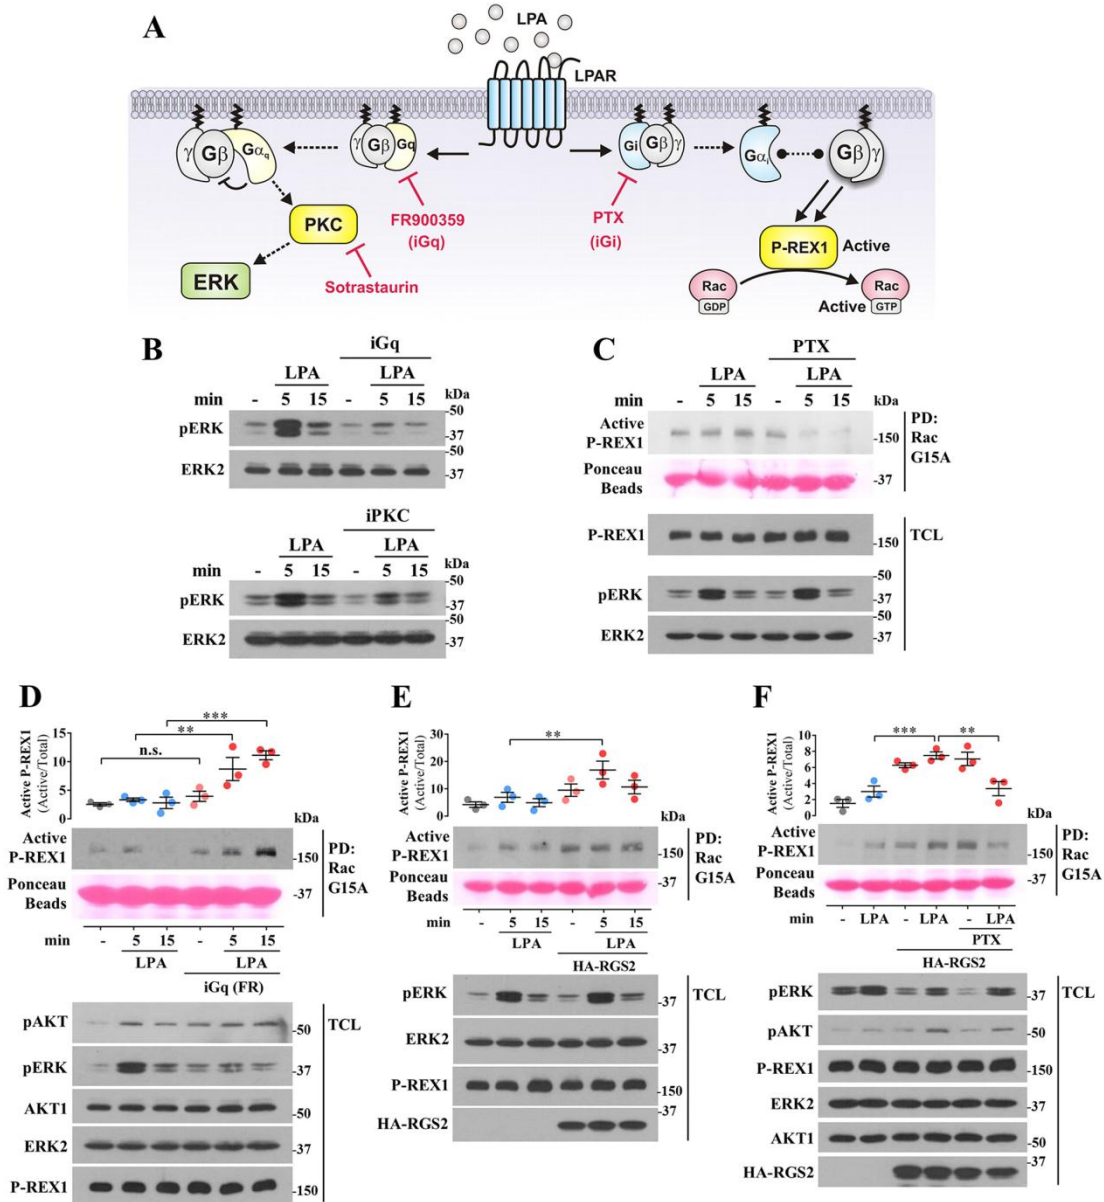 A
LPA
LPAR
γ Gβ Gαq
γ Gβ Gq
Gi Gβ γ
Gαi
Gβ γ
PKC
FR900359
(iGq)
PTX
(iGi)
P-REX1 Active
ERK
Sotrastaurin
Rac
GDP
Active
Rac
GTP
B
iGq
LPA LPA
min - 5 15 - 5 15 kDa
pERK -50
-37
ERK2 -50
-37
iPKC
LPA LPA
min - 5 15 - 5 15 kDa
pERK -50
-37
ERK2 -50
-37
C
PTX
LPA LPA
min - 5 15 - 5 15 kDa
Active
P-REX1 -150
PD:
Rac
G15A
Ponceau
Beads -37
P-REX1 -150 TCL
pERK -50
-37
ERK2 -50
-37
D
Active P-REX1
(Active/Total)
15
10
5
0
n.s.
**
***
kDa
Active
P-REX1 -150
PD:
Rac
G15A
Ponceau
Beads -37
min - 5 15 - 5 15
LPA LPA
iGq (FR)
pAKT -50 TCL
pERK -37
AKT1 -50
ERK2 -37
P-REX1 -150
E
Active P-REX1
(Active/Total)
30
20
10
0
**
kDa
Active
P-REX1 -150
PD:
Rac
G15A
Ponceau
Beads -37
min - 5 15 - 5 15
LPA LPA
HA-RGS2
pERK -37 TCL
ERK2 -37
P-REX1 -150
HA-RGS2 -37
F
Active P-REX1
(Active/Total)
10
8
6
4
2
0
***
**
kDa
Active
P-REX1 -150
PD:
Rac
G15A
Ponceau
Beads -37
min - LPA - LPA - LPA
PTX
HA-RGS2
pERK -37 TCL
pAKT -50
P-REX1 -150
ERK2 -37
AKT1 -50
HA-RGS2 -37